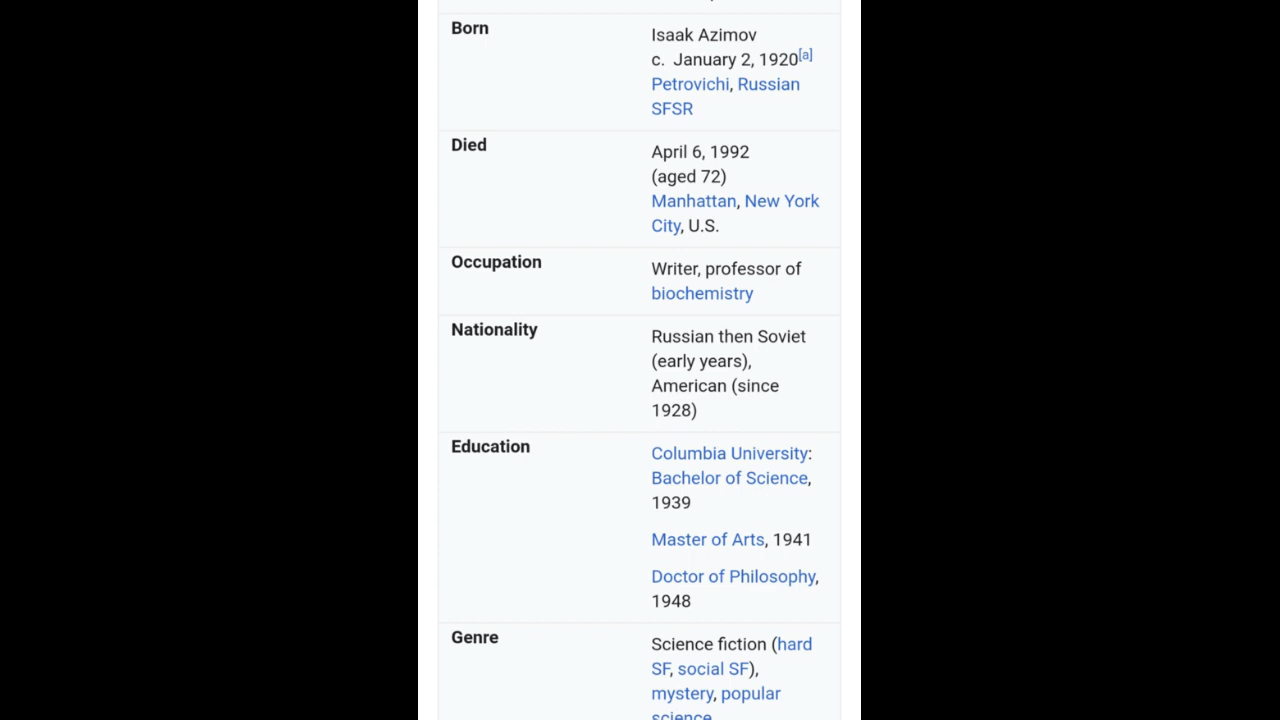 Born
Isaak Azimov
c. January 2, 1920[a]
Petrovichi, Russian
SFSR
Died
April 6, 1992
(aged 72)
Manhattan, New York
City, U.S.
Occupation
Writer, professor of
biochemistry
Nationality
Russian then Soviet
(early years),
American (since
1928)
Education
Columbia University:
Bachelor of Science,
1939
Master of Arts, 1941
Doctor of Philosophy,
1948
Genre
Science fiction (hard
SF, social SF),
mystery, popular
science